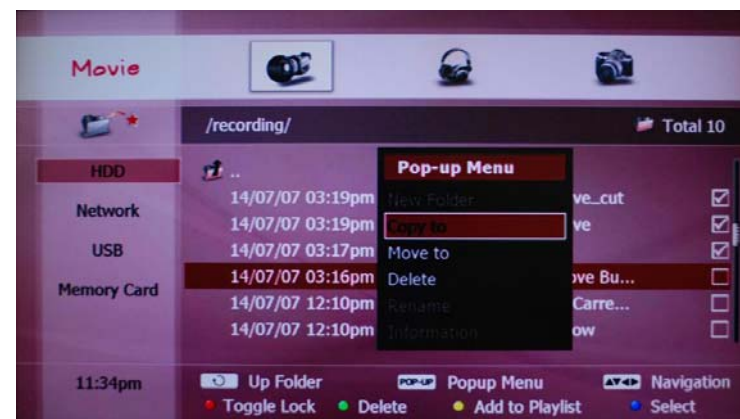 Movie
/recording/
Total 10
HDD
Network
USB
Memory Card
..
14/07/07 03:19pm
ve_cut
14/07/07 03:19pm
ve
14/07/07 03:17pm
14/07/07 03:16pm
ove Bu...
14/07/07 12:10pm
Carre...
14/07/07 12:10pm
ow
Pop-up Menu
New Folder
Copy to
Move to
Delete
Rename
Information
11:34pm
Up Folder
POP-UP Popup Menu
Navigation
Toggle Lock
Delete
Add to Playlist
Select